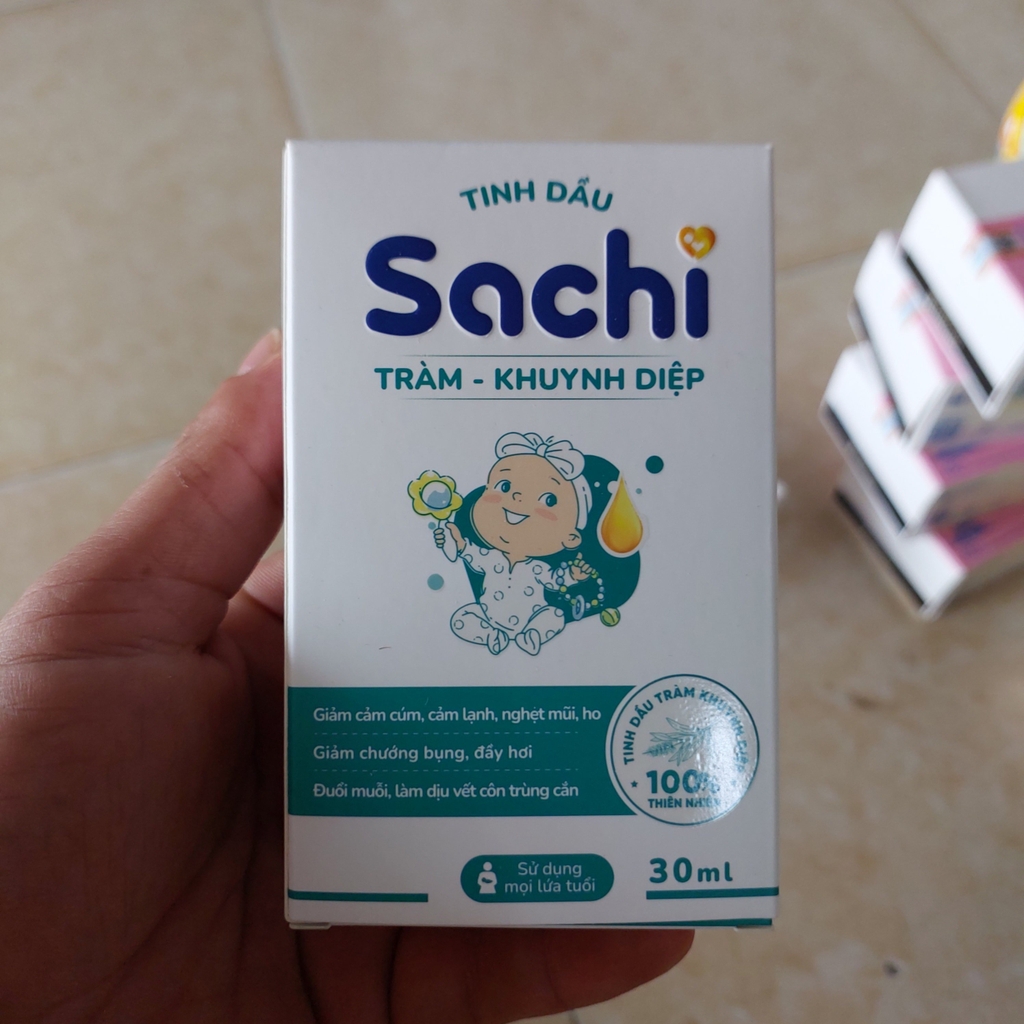 TINH DẦU
Sachi
TRÀM - KHUYNH DIỆP
Giảm cảm cúm, cảm lạnh, nghẹt mũi, ho
Giảm chướng bụng, đầy hơi
Đuổi muỗi, làm dịu vết côn trùng cắn
TINH DẦU TRÀM KHUYNH DIỆP
100%
THIÊN NHIÊN
Sử dụng
mọi lứa tuổi
30ml